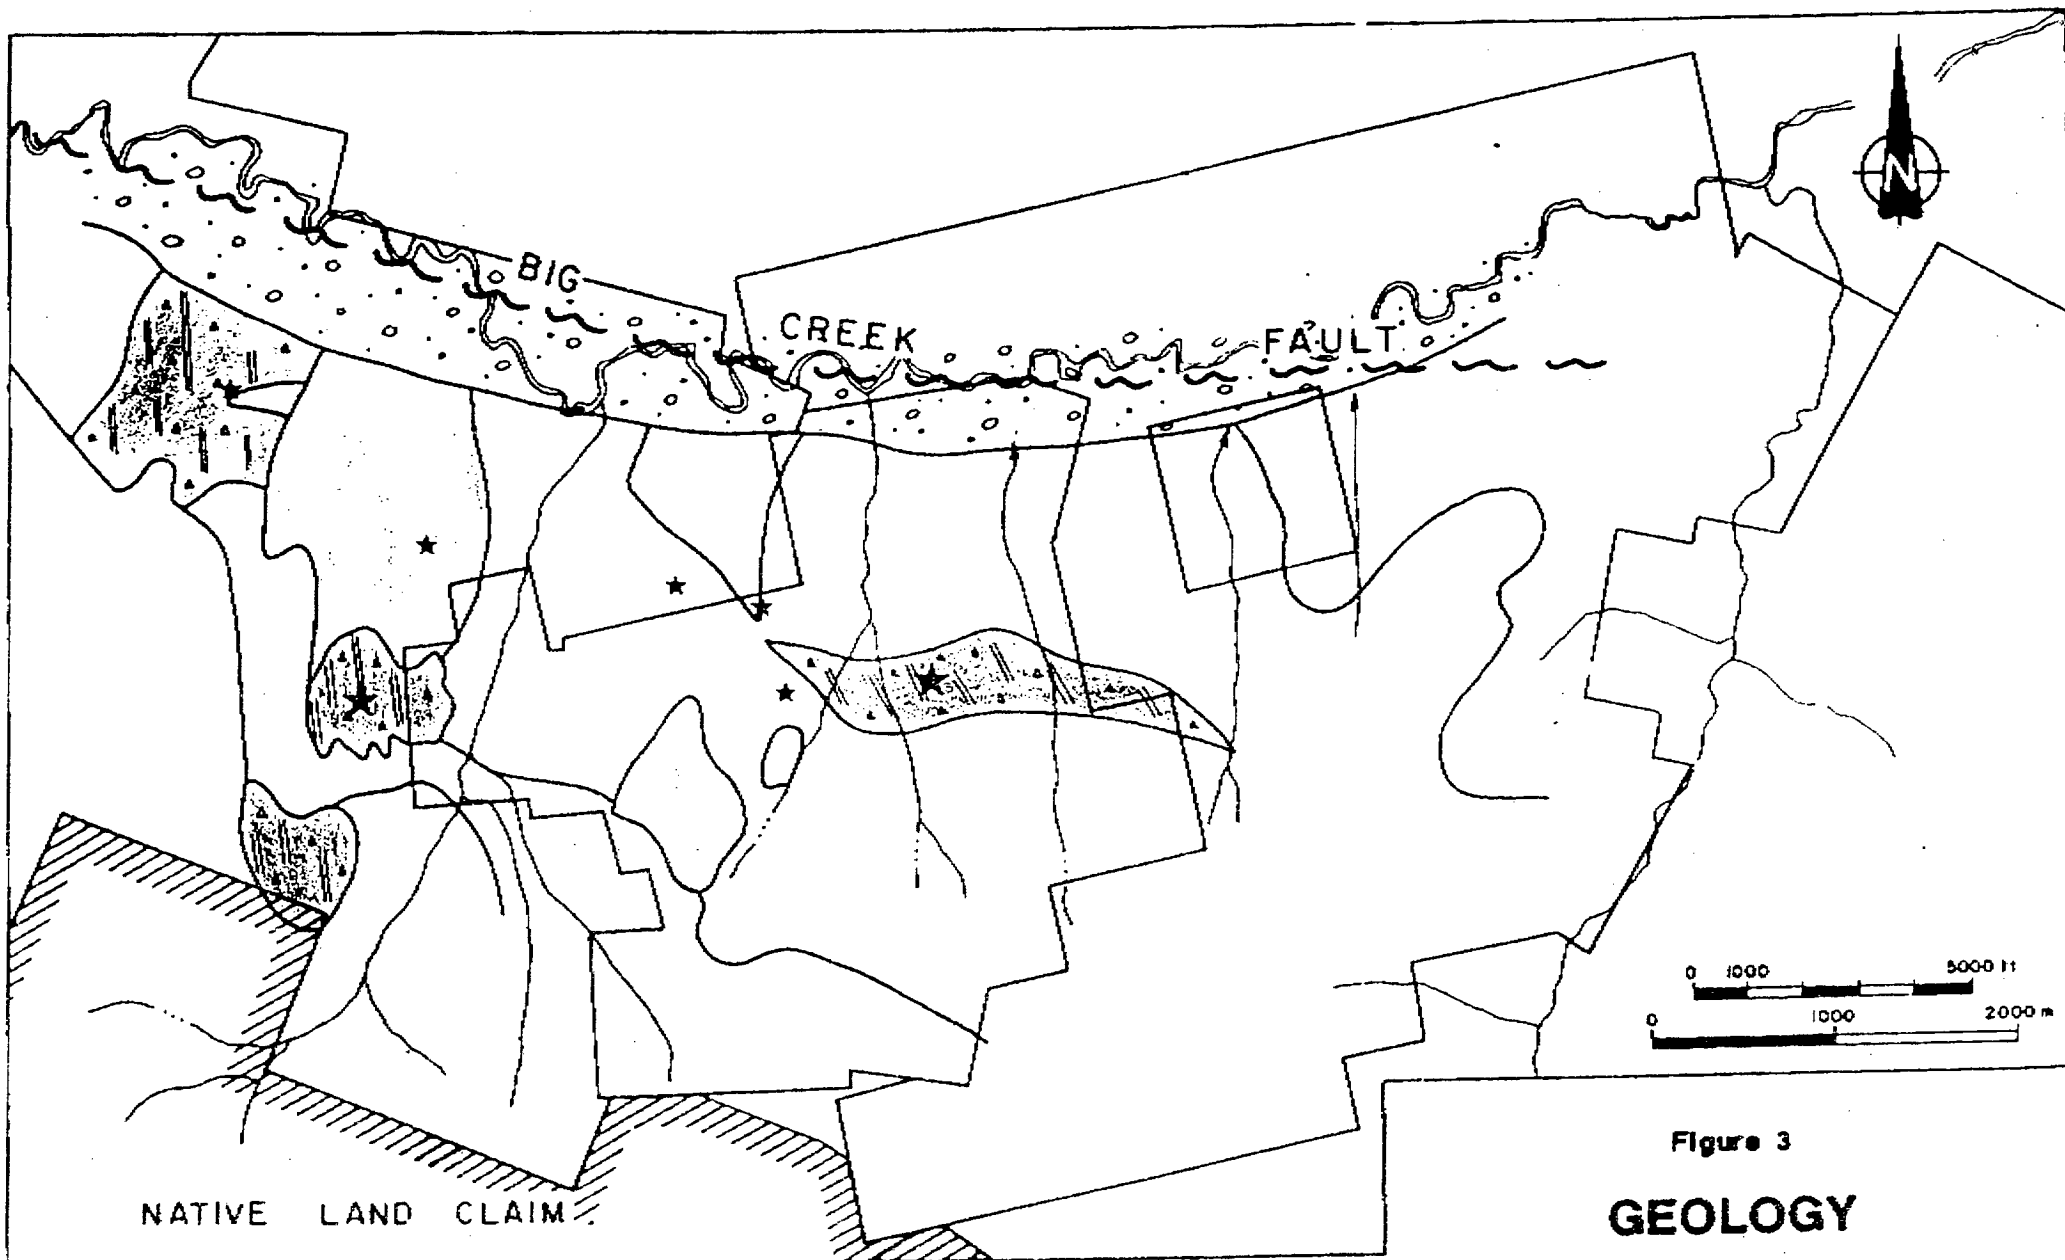 N
BIG
CREEK
FAULT
0 1000 5000 ft
0 1000 2000 m
Figure 3
GEOLOGY
NATIVE LAND CLAIM